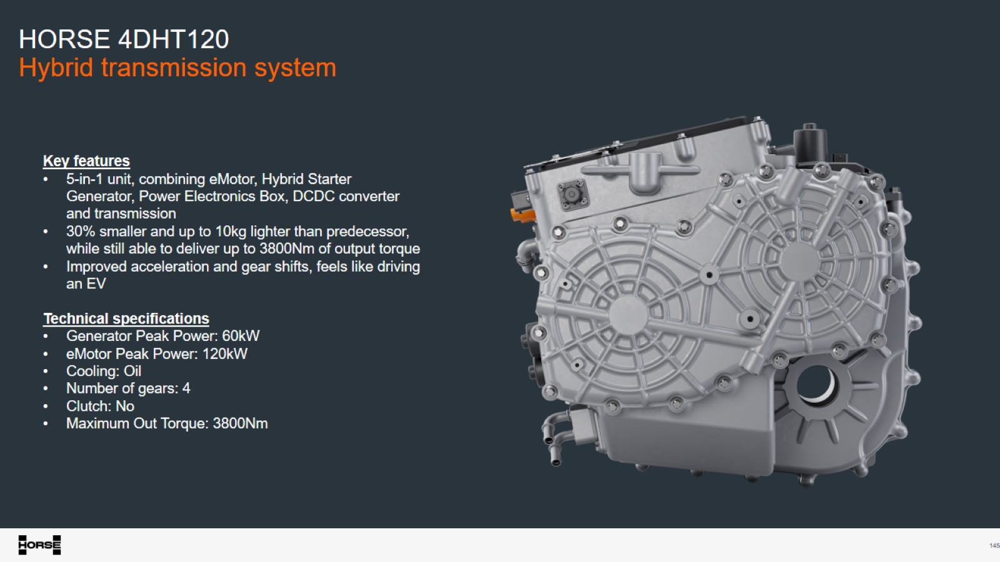 HORSE 4DHT120
Hybrid transmission system
Key features
• 5-in-1 unit, combining eMotor, Hybrid Starter
Generator, Power Electronics Box, DCDC converter
and transmission
• 30% smaller and up to 10kg lighter than predecessor,
while still able to deliver up to 3800Nm of output torque
• Improved acceleration and gear shifts, feels like driving
an EV
Technical specifications
• Generator Peak Power: 60kW
• eMotor Peak Power: 120kW
• Cooling: Oil
• Number of gears: 4
• Clutch: No
• Maximum Out Torque: 3800Nm
HORSE
145